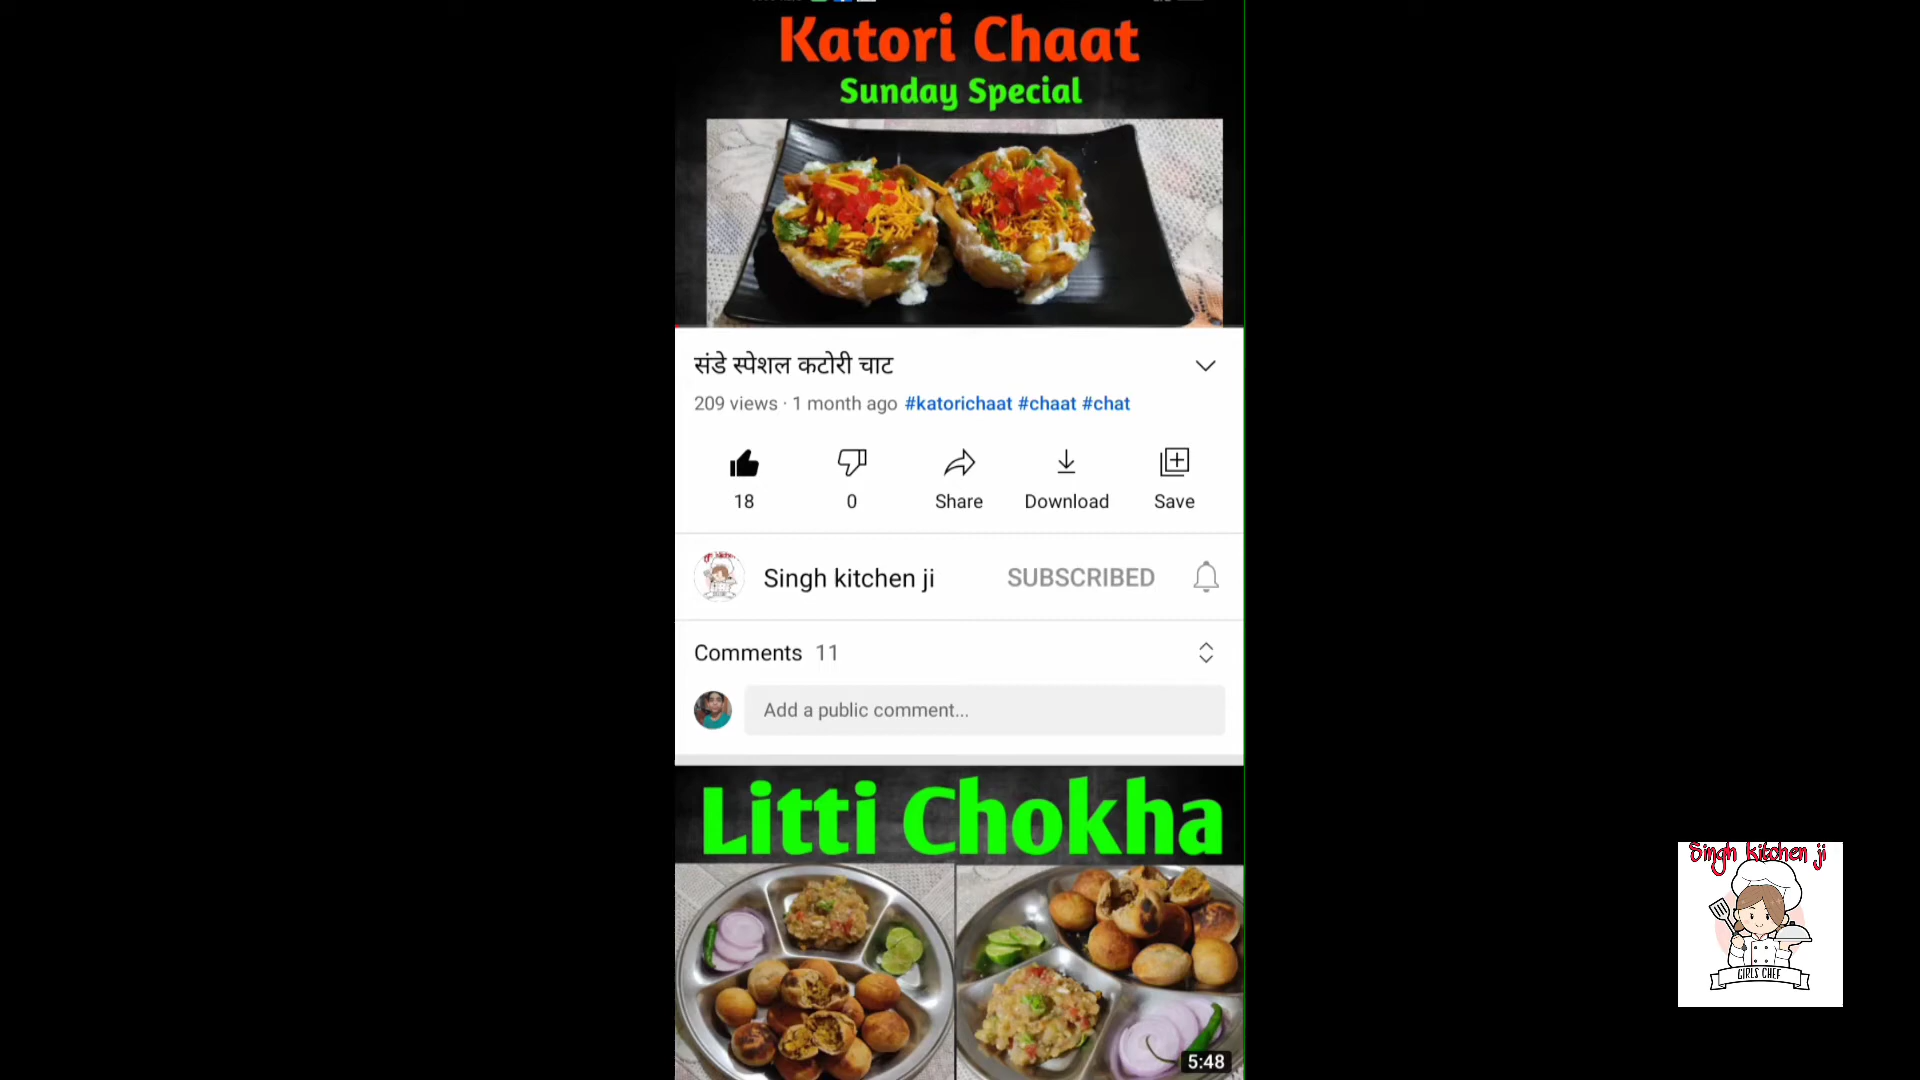 Katori Chaat
Sunday Special
संडे स्पेशल कटोरी चाट
209 views · 1 month ago #katorichaat #chaat #chat
18 0 Share Download Save
Singh kitchen ji SUBSCRIBED
Comments 11
Add a public comment...
Litti Chokha
5:48
Singh kitchen ji
GIRLS CHEF